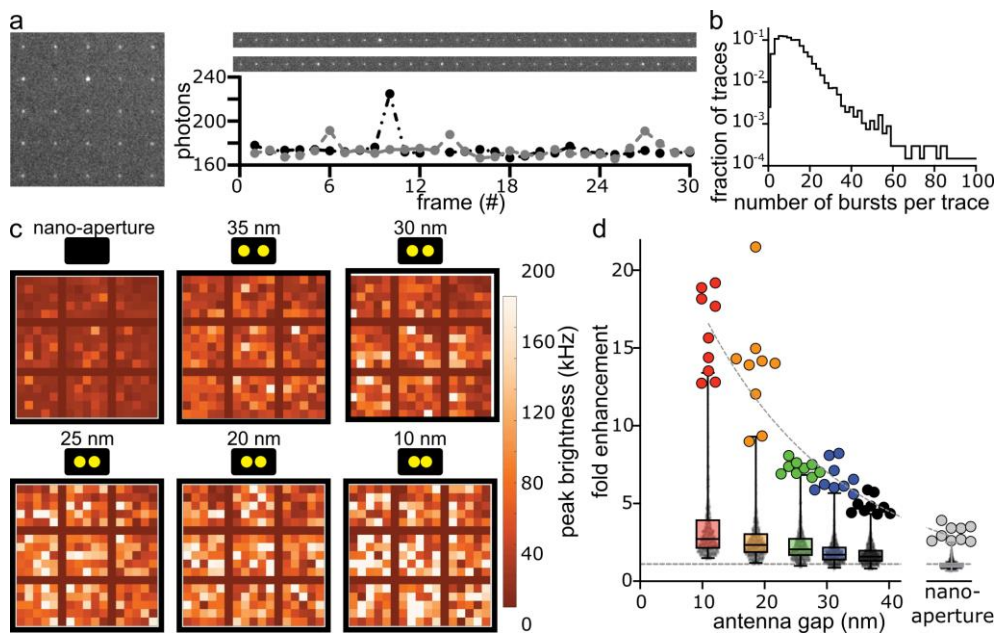 a
240
200
160
photons
0 6 12 18 24 30
frame (#)
b
10-1
10-2
10-3
10-4
fraction of traces
0 20 40 60 80 100
number of bursts per trace
c
nano-aperture 35 nm 30 nm
25 nm 20 nm 10 nm
200
160
120
80
40
0
peak brightness (kHz)
d
20
15
10
5
0
fold enhancement
0 10 20 30 40
antenna gap (nm)
nano-
aperture